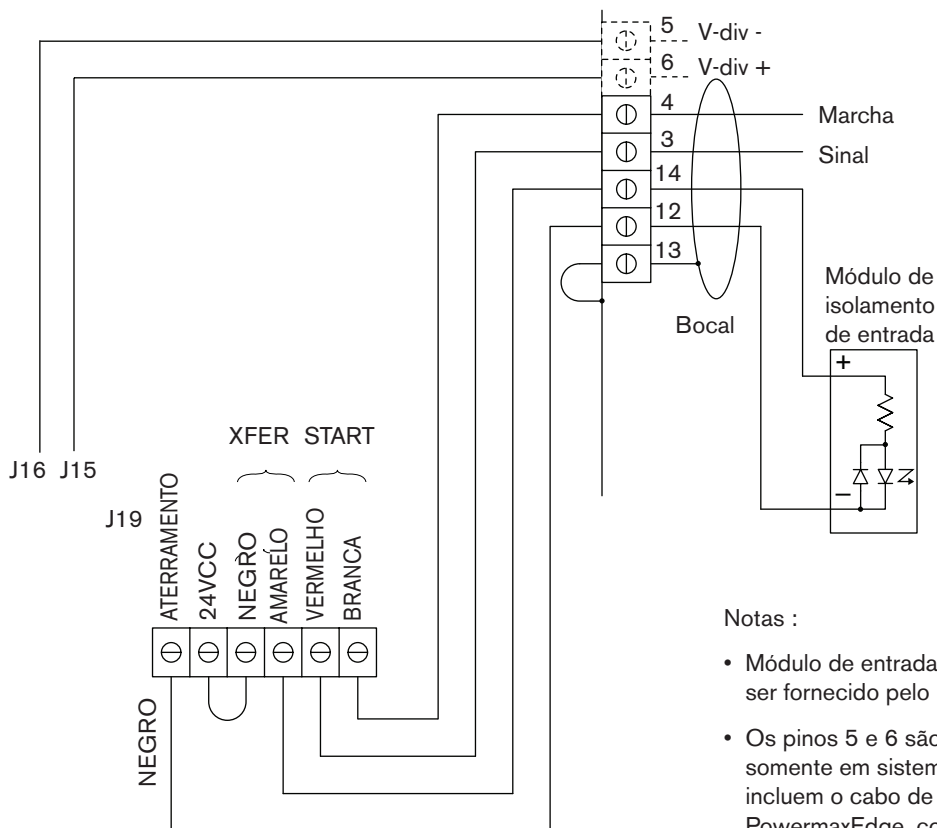 5 V-div -
6 V-div +
4
Marcha
3
Sinal
14
12
13
Bocal
Módulo de
isolamento
de entrada
+
–
XFER START
J16 J15
J19
ATERRAMENTO
24VCC
NEGRO
AMARELO
VERMELHO
BRANCA
NEGRO
Notas :
• Módulo de entrada
ser fornecido pelo
• Os pinos 5 e 6 são
somente em sistem
incluem o cabo de